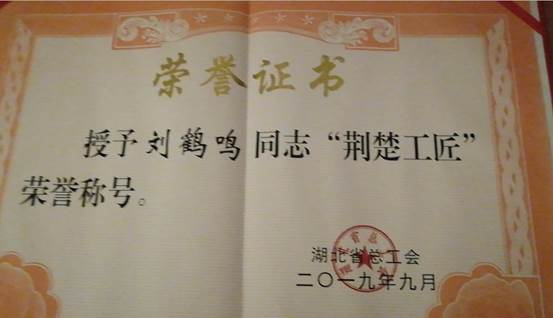 荣誉证书
授予刘鹤鸣同志“荆楚工匠”
荣誉称号。
湖北省总工会
二〇一九年九月